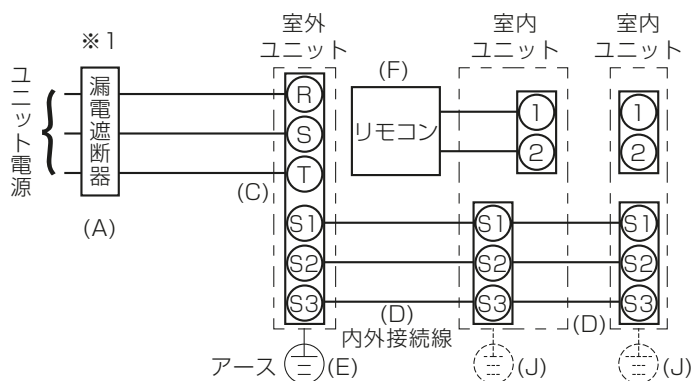 ※1
室外
ユニット
室内
ユニット
室内
ユニット
ユニット電源
漏電遮断器
(A)
R
S
T
(C)
(F)
リモコン
1
2
1
2
S1
S2
S3
S1
S2
S3
S1
S2
S3
(D)
内外接続線
(D)
アース
(E)
(J)
(J)